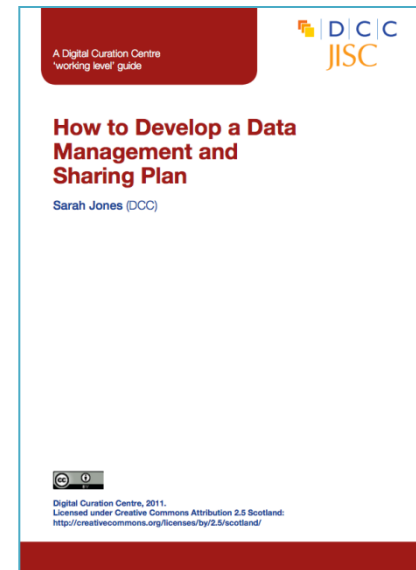 A Digital Curation Centre
'working level' guide
D|C|C
JISC
How to Develop a Data
Management and
Sharing Plan
Sarah Jones (DCC)
cc
BY
Digital Curation Centre, 2011.
Licensed under Creative Commons Attribution 2.5 Scotland:
http://creativecommons.org/licenses/by/2.5/scotland/